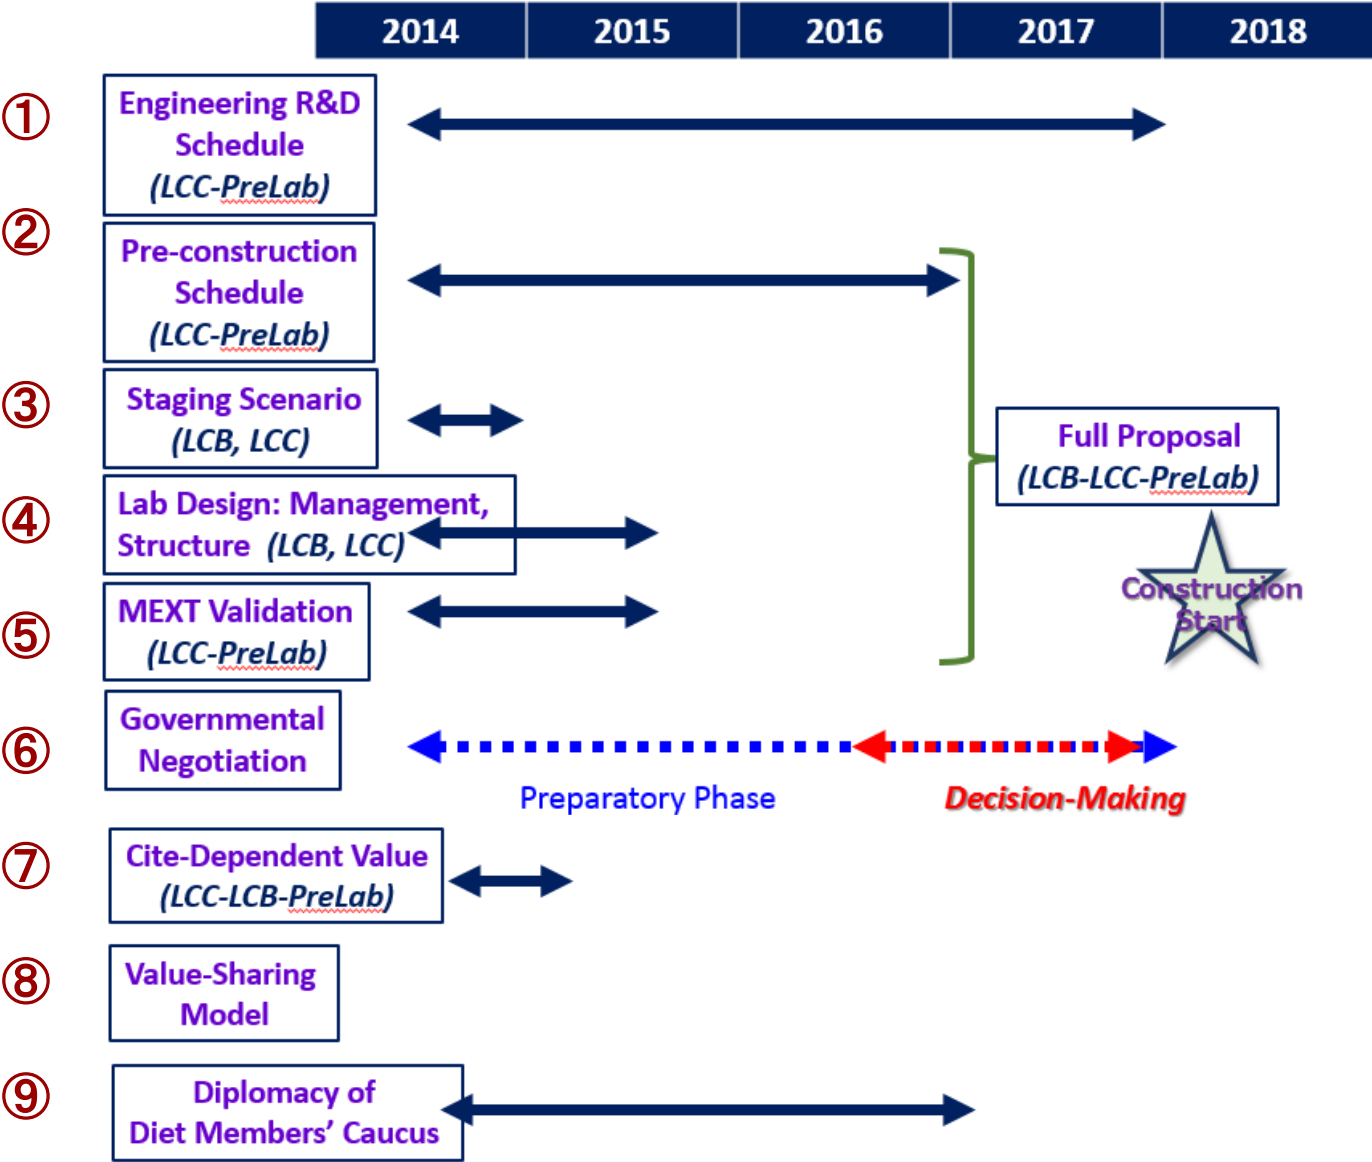 2014 2015 2016 2017 2018
① Engineering R&D
Schedule
(LCC-PreLab)
② Pre-construction
Schedule
(LCC-PreLab)
③ Staging Scenario
(LCB, LCC)
Full Proposal
(LCB-LCC-PreLab)
④ Lab Design: Management,
Structure (LCB, LCC)
Construction
Start
⑤ MEXT Validation
(LCC-PreLab)
⑥ Governmental
Negotiation
Preparatory Phase
Decision-Making
⑦ Cite-Dependent Value
(LCC-LCB-PreLab)
⑧ Value-Sharing
Model
⑨ Diplomacy of
Diet Members’ Caucus